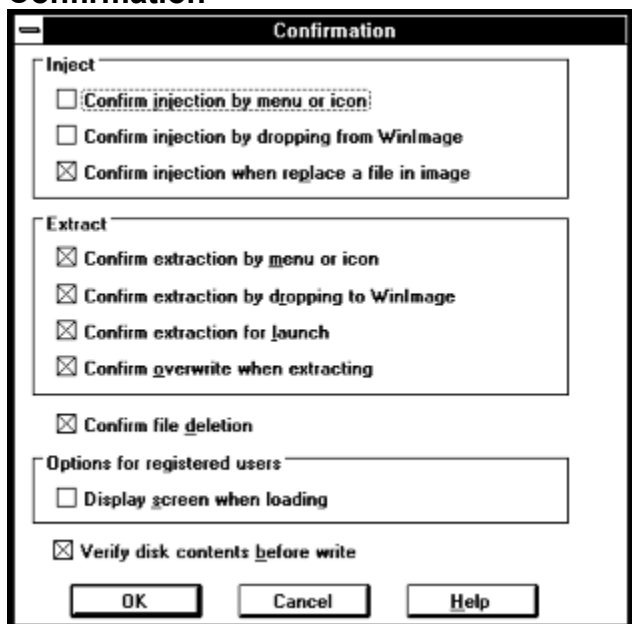 Confirmation
Confirmation
Inject
Confirm injection by menu or icon
Confirm injection by dropping from WinImage
Confirm injection when replace a file in image
Extract
Confirm extraction by menu or icon
Confirm extraction by dropping to WinImage
Confirm extraction for launch
Confirm overwrite when extracting
Confirm file deletion
Options for registered users
Display screen when loading
Verify disk contents before write
OK Cancel Help